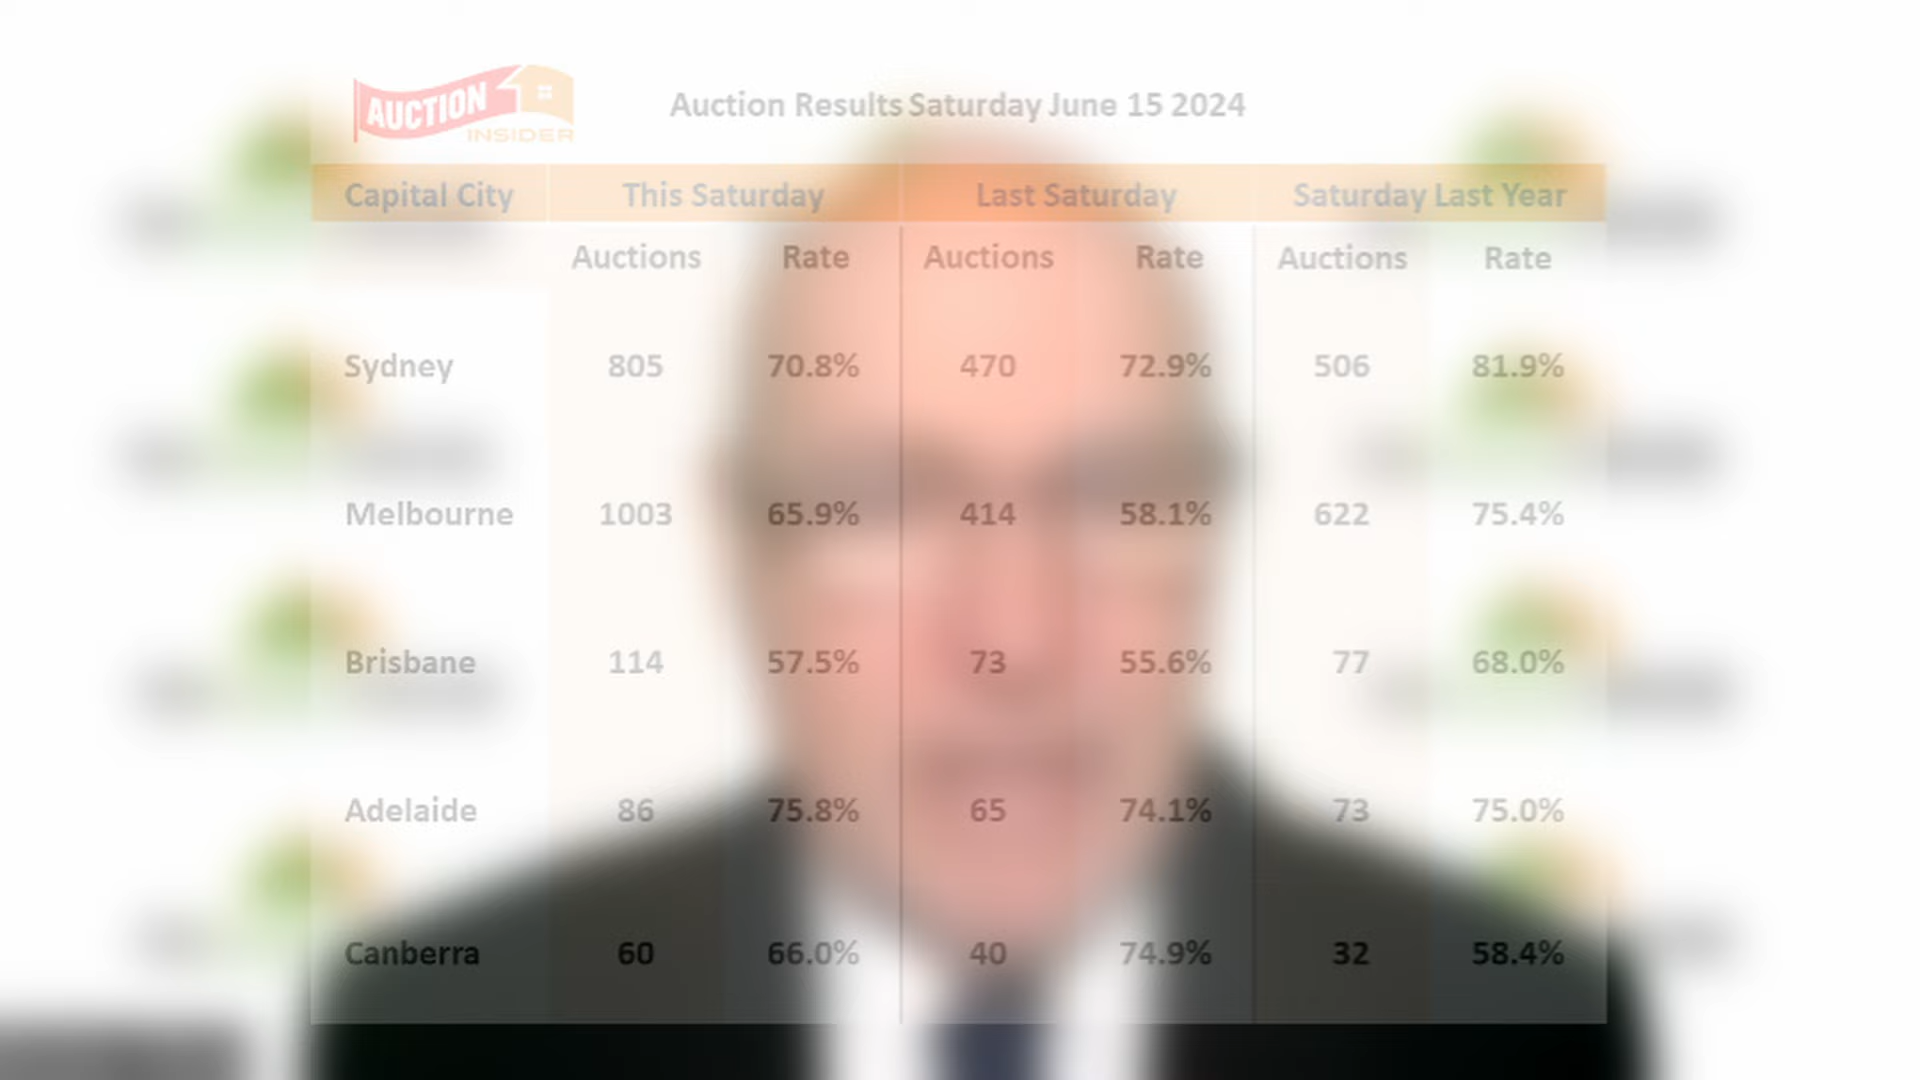 AUCTION
INSIDER
Auction Results Saturday June 15 2024
Capital City This Saturday Last Saturday Saturday Last Year
Auctions Rate Auctions Rate Auctions Rate
Sydney 805 70.8% 470 72.9% 506 81.9%
Melbourne 1003 65.9% 414 58.1% 622 75.4%
Brisbane 114 57.5% 73 55.6% 77 68.0%
Adelaide 86 75.8% 65 74.1% 73 75.0%
Canberra 60 66.0% 40 74.9% 32 58.4%